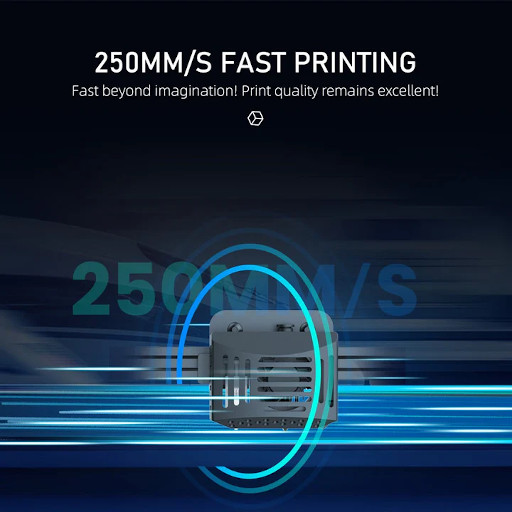 250MM/S FAST PRINTING
Fast beyond imagination! Print quality remains excellent!
250MM/S